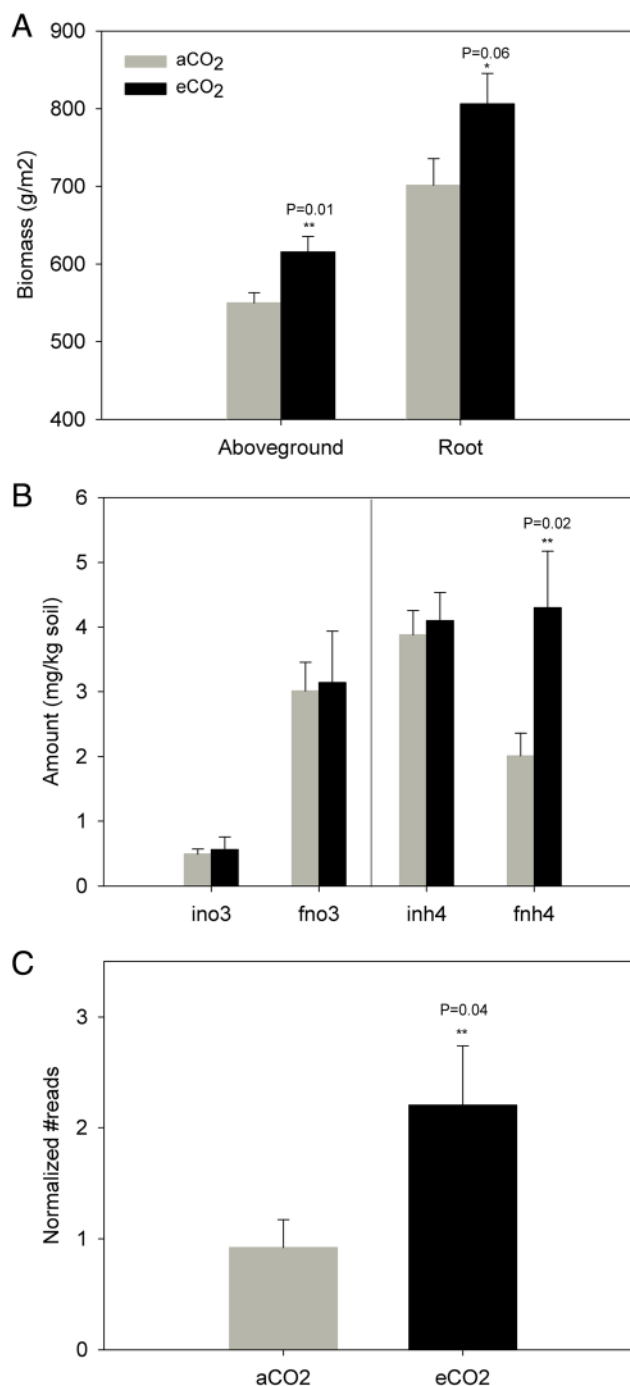 A
900
800
700
600
500
400
Biomass (g/m2)
aCO2
eCO2
P=0.01
**
P=0.06
*
Aboveground Root
B
6
5
4
3
2
1
0
Amount (mg/kg soil)
P=0.02
**
ino3 fno3 inh4 fnh4
C
3
2
1
0
Normalized #reads
P=0.04
**
aCO2 eCO2